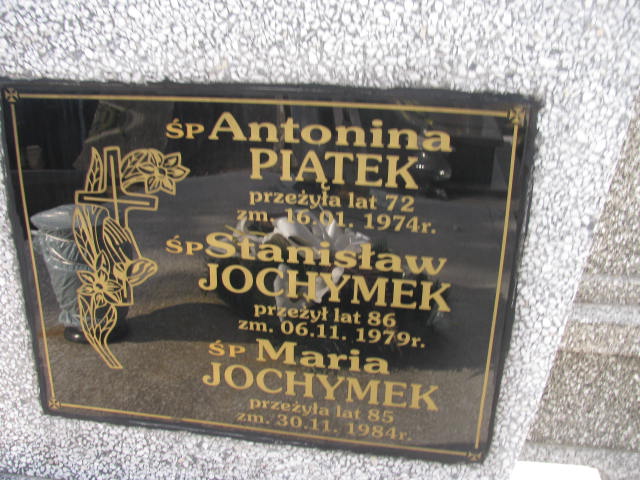 ŚP Antonina
PIĄTEK
przeżyła lat 72
zm. 16.01. 1974r.
ŚP Stanisław
JOCHYMEK
przeżył lat 86
zm. 06.11. 1979r.
ŚP Maria
JOCHYMEK
przeżyła lat 85
zm. 30.11. 1984r.